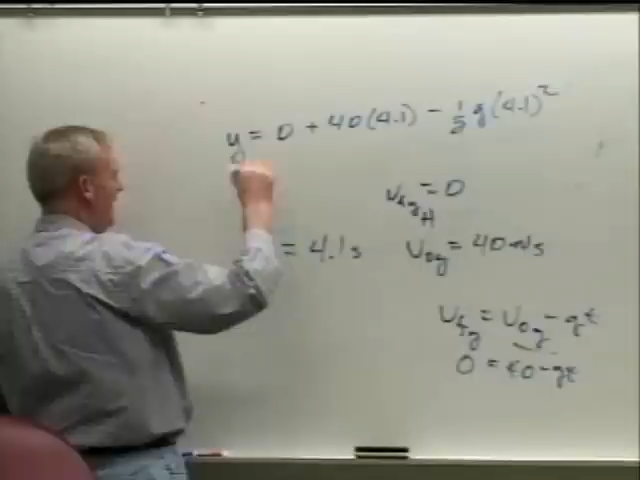 y = 0 + 40(4.1) - 1/2 g(4.1)²
v_fyH = 0
= 4.1s
v_oy = 40 m/s
v_fy = v_oy - gt
0 = 40 - gt